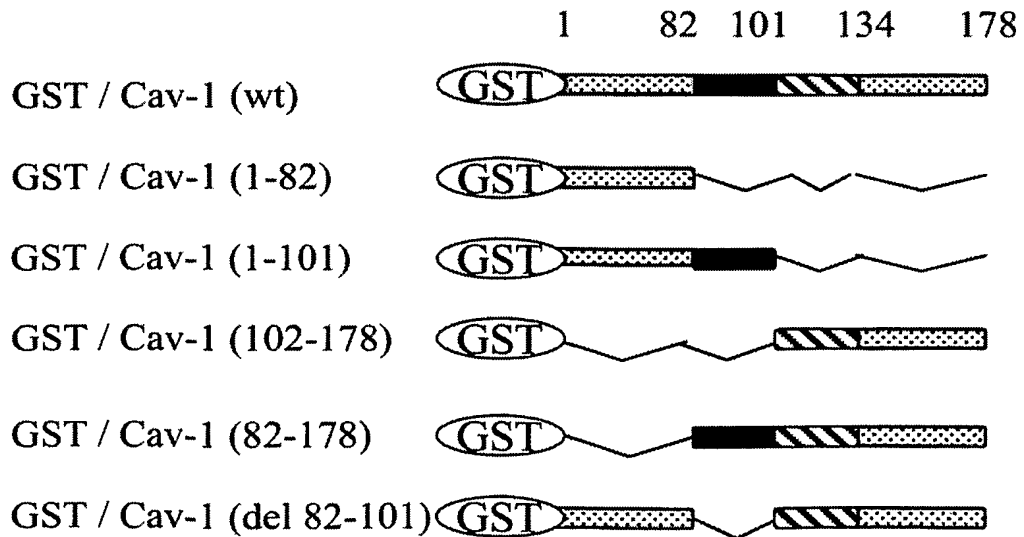 1 82 101 134 178
GST / Cav-1 (wt) GST
GST / Cav-1 (1-82) GST
GST / Cav-1 (1-101) GST
GST / Cav-1 (102-178) GST
GST / Cav-1 (82-178) GST
GST / Cav-1 (del 82-101) GST